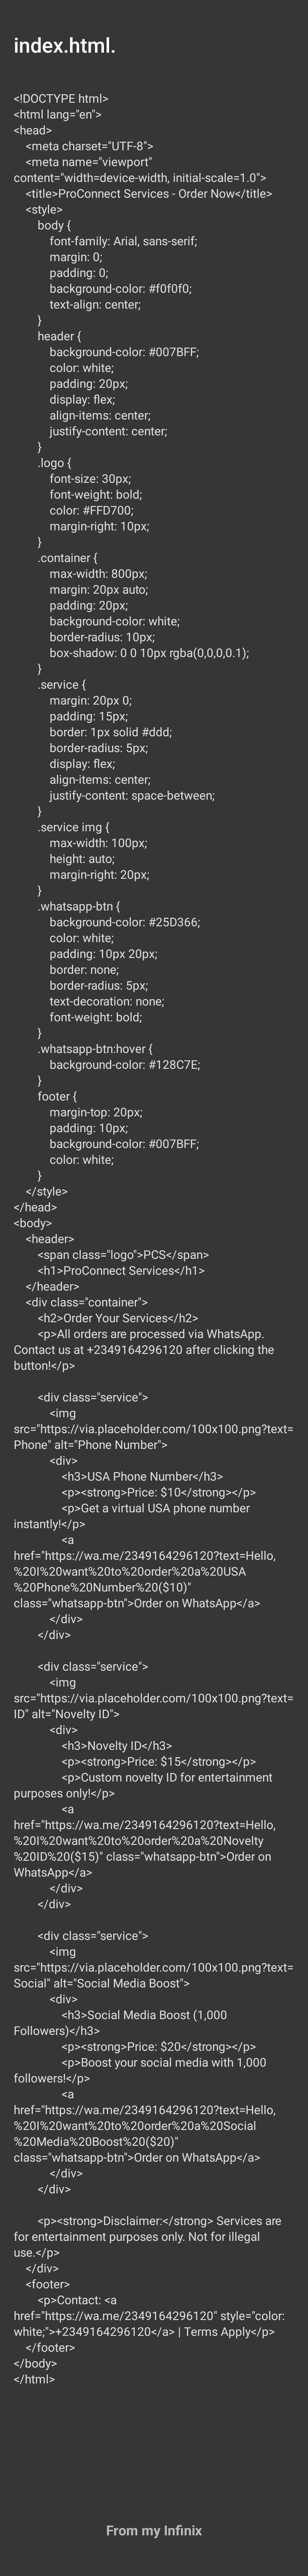 index.html.
<!DOCTYPE html>
<html lang="en">
<head>
<meta charset="UTF-8">
<meta name="viewport"
content="width=device-width, initial-scale=1.0">
<title>ProConnect Services - Order Now</title>
<style>
body {
font-family: Arial, sans-serif;
margin: 0;
padding: 0;
background-color: #f0f0f0;
text-align: center;
}
header {
background-color: #007BFF;
color: white;
padding: 20px;
display: flex;
align-items: center;
justify-content: center;
}
.logo {
font-size: 30px;
font-weight: bold;
color: #FFD700;
margin-right: 10px;
}
.container {
max-width: 800px;
margin: 20px auto;
padding: 20px;
background-color: white;
border-radius: 10px;
box-shadow: 0 0 10px rgba(0,0,0,0.1);
}
.service {
margin: 20px 0;
padding: 15px;
border: 1px solid #ddd;
border-radius: 5px;
display: flex;
align-items: center;
justify-content: space-between;
}
.service img {
max-width: 100px;
height: auto;
margin-right: 20px;
}
.whatsapp-btn {
background-color: #25D366;
color: white;
padding: 10px 20px;
border: none;
border-radius: 5px;
text-decoration: none;
font-weight: bold;
}
.whatsapp-btn:hover {
background-color: #128C7E;
}
footer {
margin-top: 20px;
padding: 10px;
background-color: #007BFF;
color: white;
}
</style>
</head>
<body>
<header>
<span class="logo">PCS</span>
<h1>ProConnect Services</h1>
</header>
<div class="container">
<h2>Order Your Services</h2>
<p>All orders are processed via WhatsApp.
Contact us at +2349164296120 after clicking the
button!</p>
<div class="service">
<img
src="https://via.placeholder.com/100x100.png?text=
Phone" alt="Phone Number">
<div>
<h3>USA Phone Number</h3>
<p><strong>Price: $10</strong></p>
<p>Get a virtual USA phone number
instantly!</p>
<a
href="https://wa.me/2349164296120?text=Hello,
%20I%20want%20to%20order%20a%20USA
%20Phone%20Number%20($10)"
class="whatsapp-btn">Order on WhatsApp</a>
</div>
</div>
<div class="service">
<img
src="https://via.placeholder.com/100x100.png?text=
ID" alt="Novelty ID">
<div>
<h3>Novelty ID</h3>
<p><strong>Price: $15</strong></p>
<p>Custom novelty ID for entertainment
purposes only!</p>
<a
href="https://wa.me/2349164296120?text=Hello,
%20I%20want%20to%20order%20a%20Novelty
%20ID%20($15)" class="whatsapp-btn">Order on
WhatsApp</a>
</div>
</div>
<div class="service">
<img
src="https://via.placeholder.com/100x100.png?text=
Social" alt="Social Media Boost">
<div>
<h3>Social Media Boost (1,000
Followers)</h3>
<p><strong>Price: $20</strong></p>
<p>Boost your social media with 1,000
followers!</p>
<a
href="https://wa.me/2349164296120?text=Hello,
%20I%20want%20to%20order%20a%20Social
%20Media%20Boost%20($20)"
class="whatsapp-btn">Order on WhatsApp</a>
</div>
</div>
<p><strong>Disclaimer:</strong> Services are
for entertainment purposes only. Not for illegal
use.</p>
</div>
<footer>
<p>Contact: <a
href="https://wa.me/2349164296120" style="color:
white;">+2349164296120</a> | Terms Apply</p>
</footer>
</body>
</html>
From my Infinix